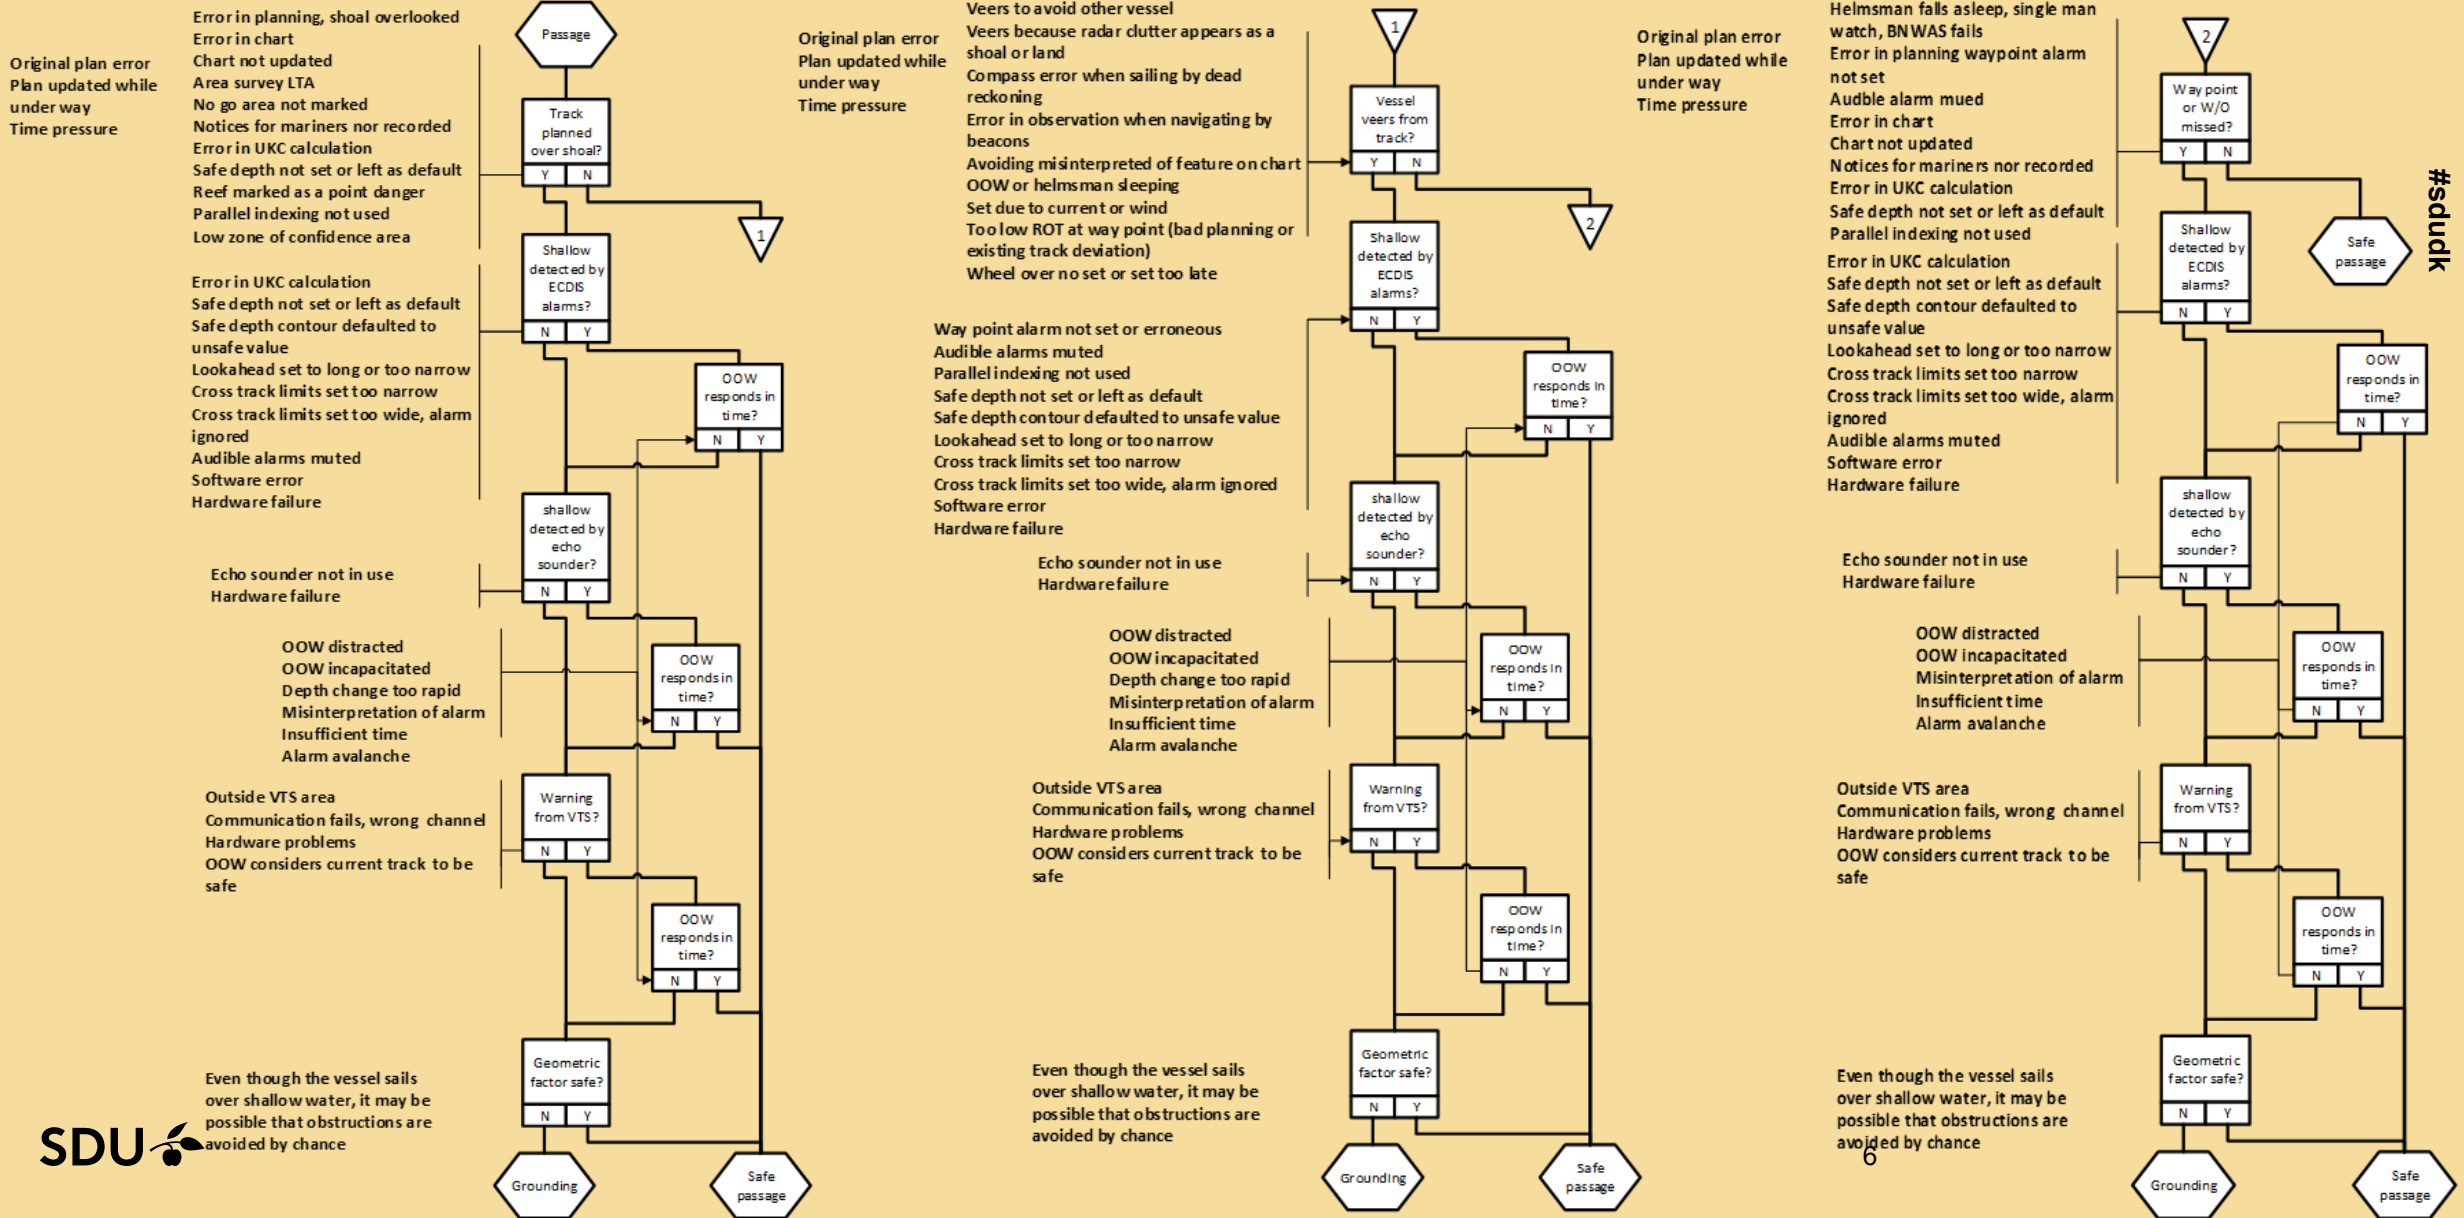 Original plan error
Plan updated while
under way
Time pressure
Error in planning, shoal overlooked
Error in chart
Chart not updated
Area survey LTA
No go area not marked
Notices for mariners nor recorded
Error in UKC calculation
Safe depth not set or left as default
Reef marked as a point danger
Parallel indexing not used
Low zone of confidence area
Error in UKC calculation
Safe depth not set or left as default
Safe depth contour defaulted to
unsafe value
Lookahead set to long or too narrow
Cross track limits set too narrow
Cross track limits set too wide, alarm
ignored
Audible alarms muted
Software error
Hardware failure
Echo sounder not in use
Hardware failure
OOW distracted
OOW incapacitated
Depth change too rapid
Misinterpretation of alarm
Insufficient time
Alarm avalanche
Outside VTS area
Communication fails, wrong channel
Hardware problems
OOW considers current track to be
safe
Even though the vessel sails
over shallow water, it may be
possible that obstructions are
avoided by chance
SDU
Passage
Track
planned
over shoal?
Y N
1
Shallow
detected by
ECDIS
alarms?
N Y
OOW
responds in
time?
N Y
shallow
detected by
echo
sounder?
N Y
OOW
responds in
time?
N Y
Warning
from VTS?
N Y
OOW
responds in
time?
N Y
Geometric
factor safe?
N Y
Grounding
Safe
passage
Original plan error
Plan updated while
under way
Time pressure
Veers to avoid other vessel
Veers because radar clutter appears as a
shoal or land
Compass error when sailing by dead
reckoning
Error in observation when navigating by
beacons
Avoiding misinterpreted of feature on chart
OOW or helmsman sleeping
Set due to current or wind
Too low ROT at way point (bad planning or
existing track deviation)
Wheel over no set or set too late
Way point alarm not set or erroneous
Audible alarms muted
Parallel indexing not used
Safe depth not set or left as default
Safe depth contour defaulted to unsafe value
Lookahead set to long or too narrow
Cross track limits set too narrow
Cross track limits set too wide, alarm ignored
Software error
Hardware failure
Echo sounder not in use
Hardware failure
OOW distracted
OOW incapacitated
Depth change too rapid
Misinterpretation of alarm
Insufficient time
Alarm avalanche
Outside VTS area
Communication fails, wrong channel
Hardware problems
OOW considers current track to be
safe
Even though the vessel sails
over shallow water, it may be
possible that obstructions are
avoided by chance
1
Vessel
veers from
track?
Y N
2
Shallow
detected by
ECDIS
alarms?
N Y
OOW
responds in
time?
N Y
shallow
detected by
echo
sounder?
N Y
OOW
responds in
time?
N Y
Warning
from VTS?
N Y
OOW
responds in
time?
N Y
Geometric
factor safe?
N Y
Grounding
Safe
passage
Original plan error
Plan updated while
under way
Time pressure
Helmsman falls asleep, single man
watch, BNWAS fails
Error in planning waypoint alarm
not set
Audble alarm mued
Error in chart
Chart not updated
Notices for mariners nor recorded
Error in UKC calculation
Safe depth not set or left as default
Parallel indexing not used
Error in UKC calculation
Safe depth not set or left as default
Safe depth contour defaulted to
unsafe value
Lookahead set to long or too narrow
Cross track limits set too narrow
Cross track limits set too wide, alarm
ignored
Audible alarms muted
Software error
Hardware failure
Echo sounder not in use
Hardware failure
OOW distracted
OOW incapacitated
Misinterpretation of alarm
Insufficient time
Alarm avalanche
Outside VTS area
Communication fails, wrong channel
Hardware problems
OOW considers current track to be
safe
Even though the vessel sails
over shallow water, it may be
possible that obstructions are
avoided by chance
6
2
Way point
or W/O
missed?
Y N
Safe
passage
Shallow
detected by
ECDIS
alarms?
N Y
OOW
responds in
time?
N Y
shallow
detected by
echo
sounder?
N Y
OOW
responds in
time?
N Y
Warning
from VTS?
N Y
OOW
responds in
time?
N Y
Geometric
factor safe?
N Y
Grounding
Safe
passage
#sdudk